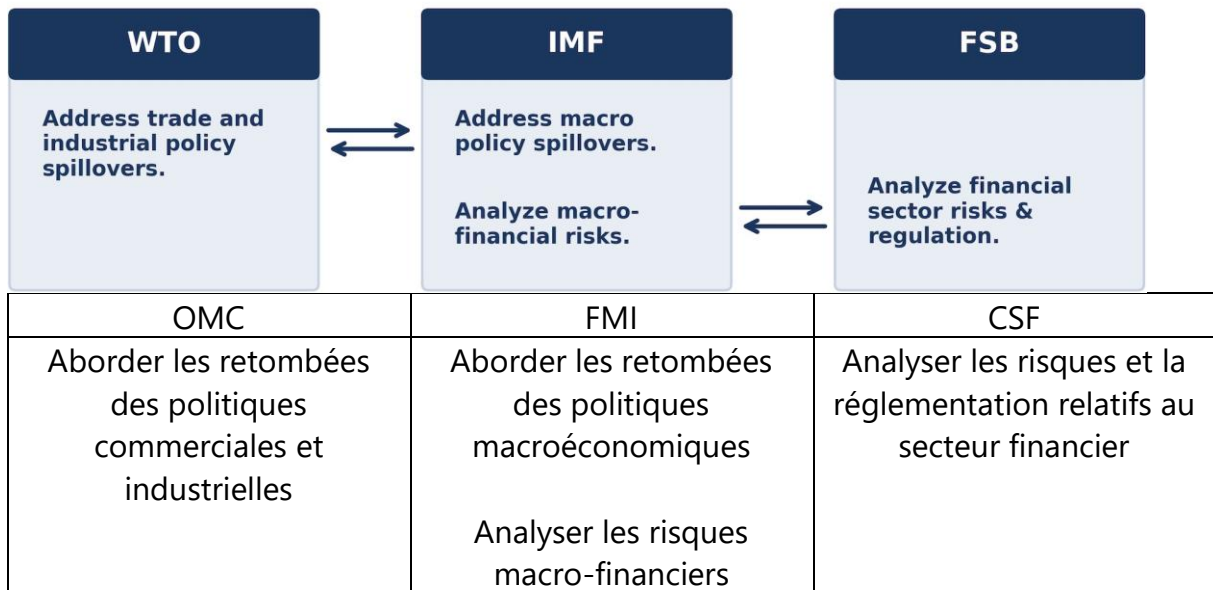 WTO
Address trade and
industrial policy
spillovers.
IMF
Address macro
policy spillovers.
Analyze macro-
financial risks.
FSB
Analyze financial
sector risks &
regulation.
OMC
FMI
CSF
Aborder les retombées
des politiques
commerciales et
industrielles
Aborder les retombées
des politiques
macroéconomiques
Analyser les risques
macro-financiers
Analyser les risques et la
réglementation relatifs au
secteur financier